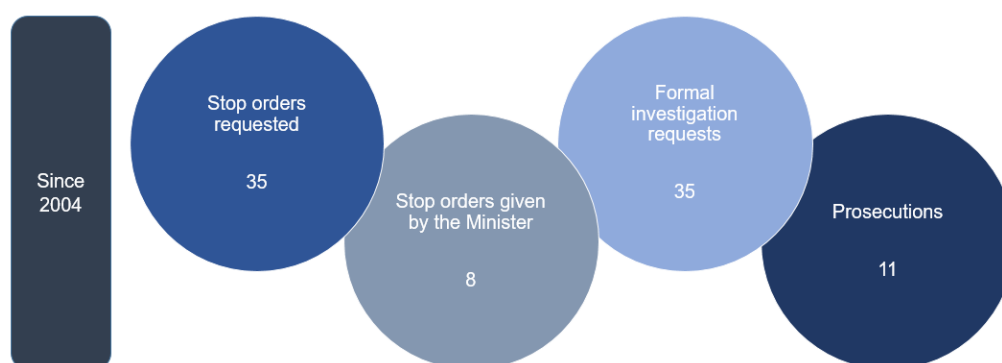 Since
2004
Stop orders
requested
35
Stop orders given
by the Minister
8
Formal
investigation
requests
35
Prosecutions
11